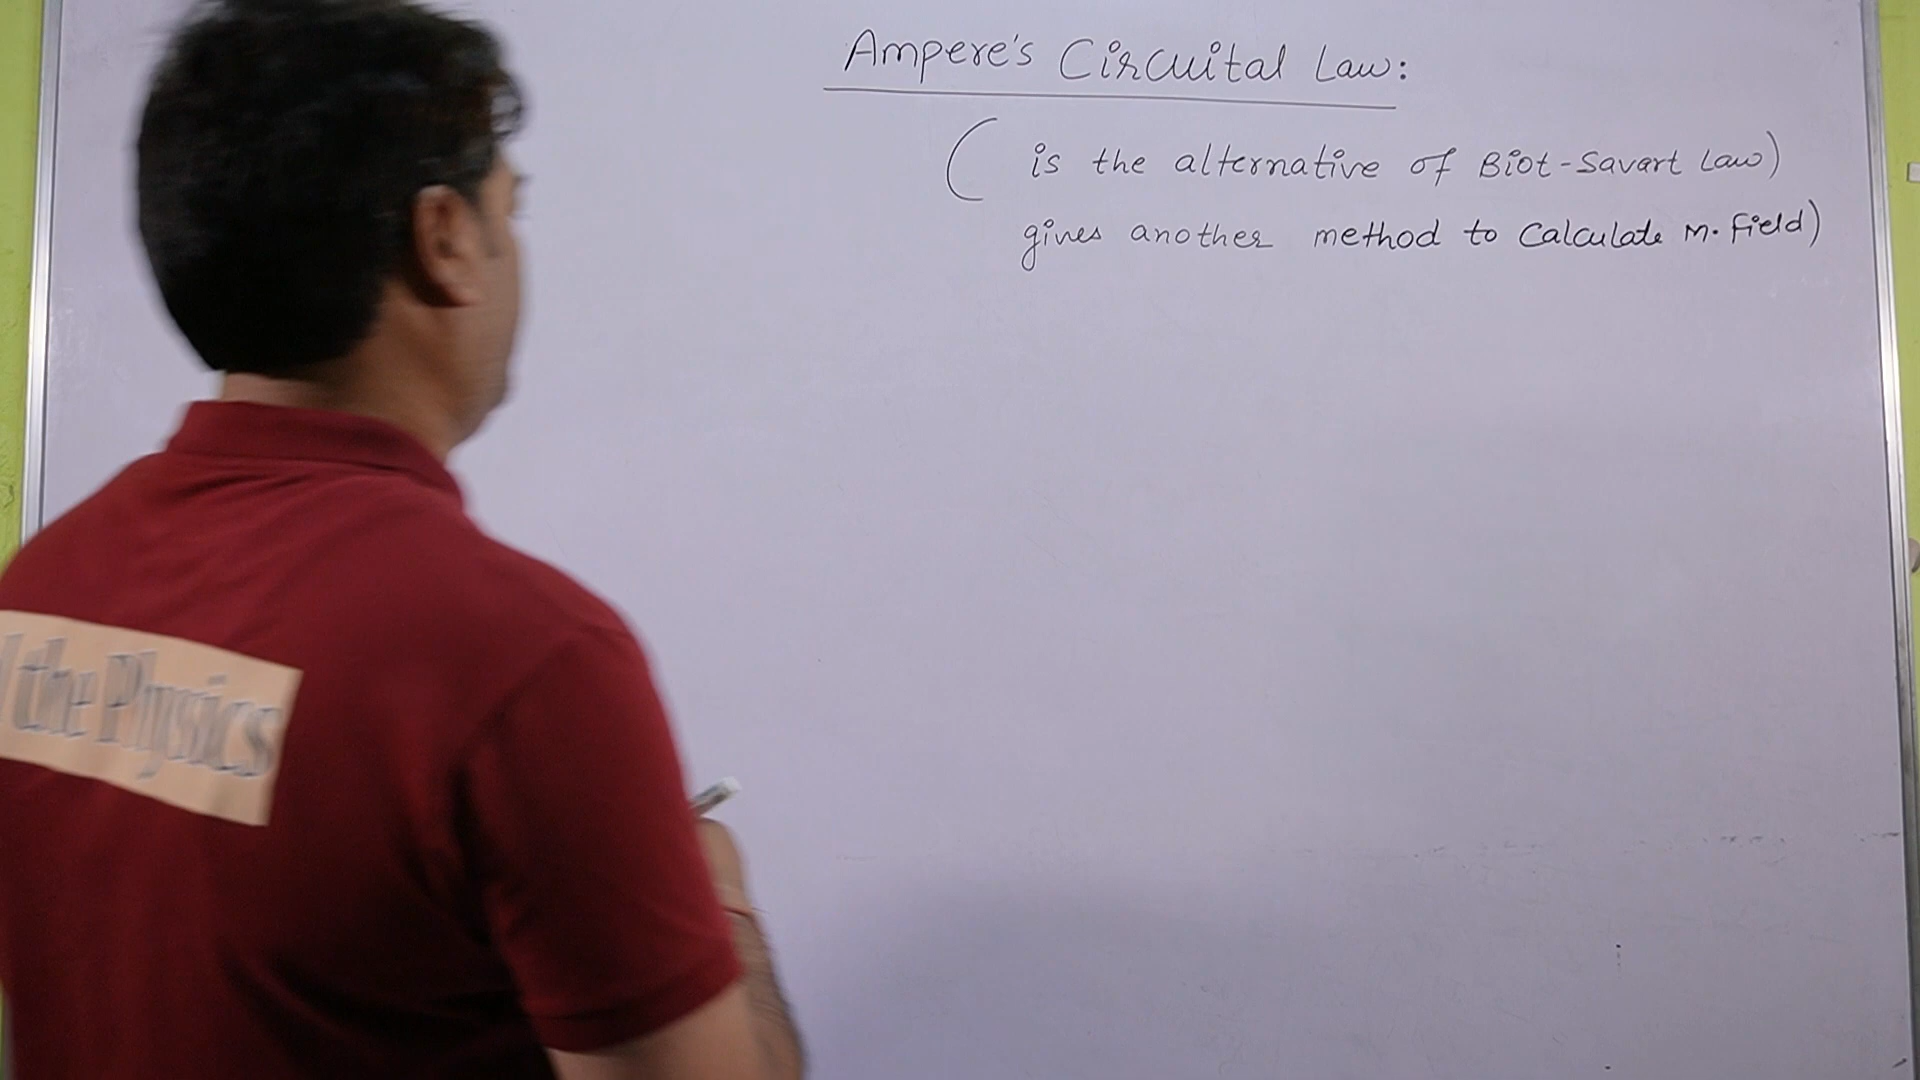 Ampere's Circuital Law:
( is the alternative of Biot-Savart Law)
gives another method to Calculate m. field)
the Physics